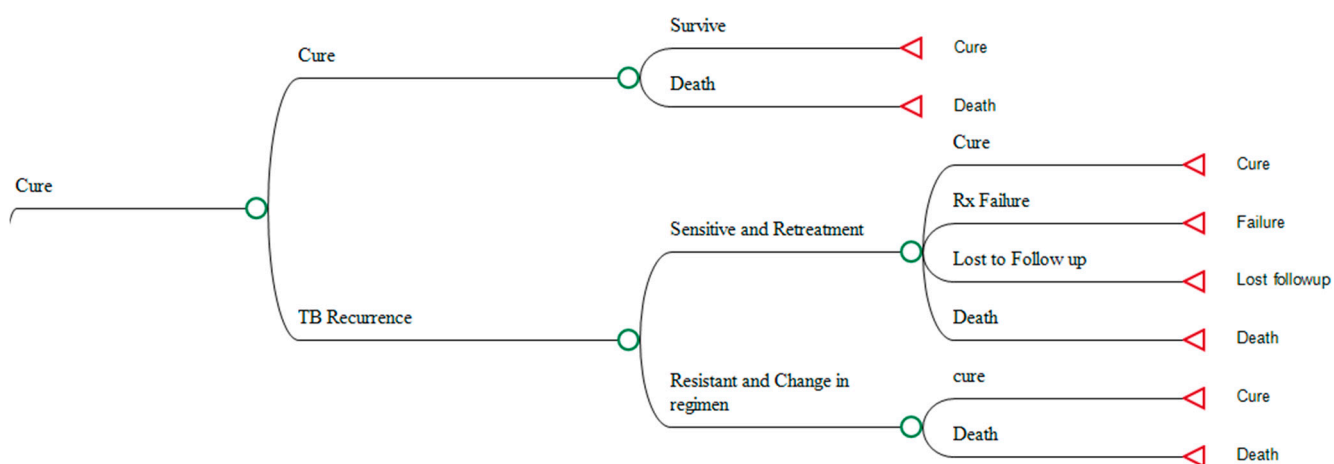 Survive
Cure
Cure
Death
Death
Cure
Cure
Cure
Rx Failure
Failure
Sensitive and Retreatment
Lost to Follow up
Lost followup
TB Recurrence
Death
Death
Resistant and Change in
regimen
cure
Cure
Death
Death